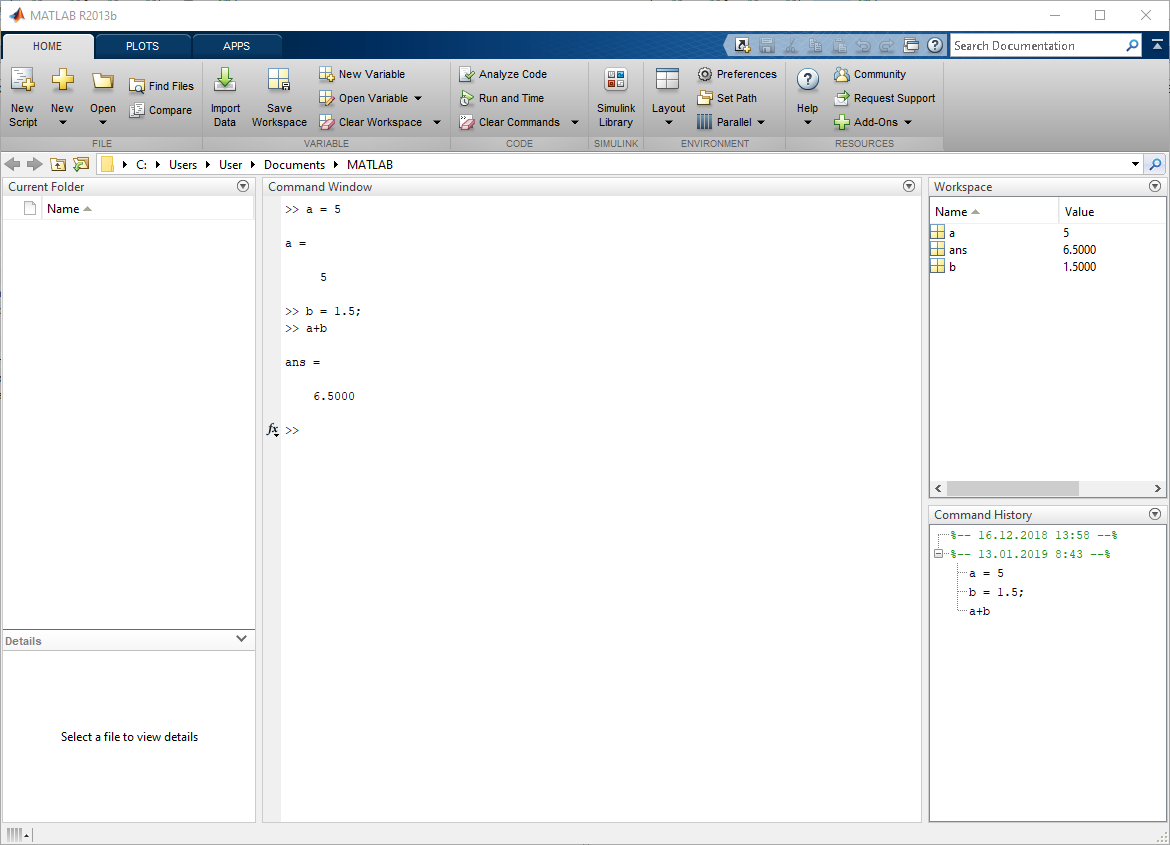 MATLAB R2013b
HOME PLOTS APPS Search Documentation
New Script
New
Open
Find Files
Compare
FILE
Import Data
Save Workspace
New Variable
Open Variable
Clear Workspace
VARIABLE
Analyze Code
Run and Time
Clear Commands
CODE
Simulink Library
SIMULINK
Layout
Preferences
Set Path
Parallel
ENVIRONMENT
Help
Community
Request Support
Add-Ons
RESOURCES
C: Users User Documents MATLAB
Current Folder
Name
Details
Select a file to view details
Command Window
>> a = 5
a =
5
>> b = 1.5;
>> a+b
ans =
6.5000
fx >>
Workspace
Name Value
a 5
ans 6.5000
b 1.5000
Command History
%-- 16.12.2018 13:58 --%
%-- 13.01.2019 8:43 --%
a = 5
b = 1.5;
a+b